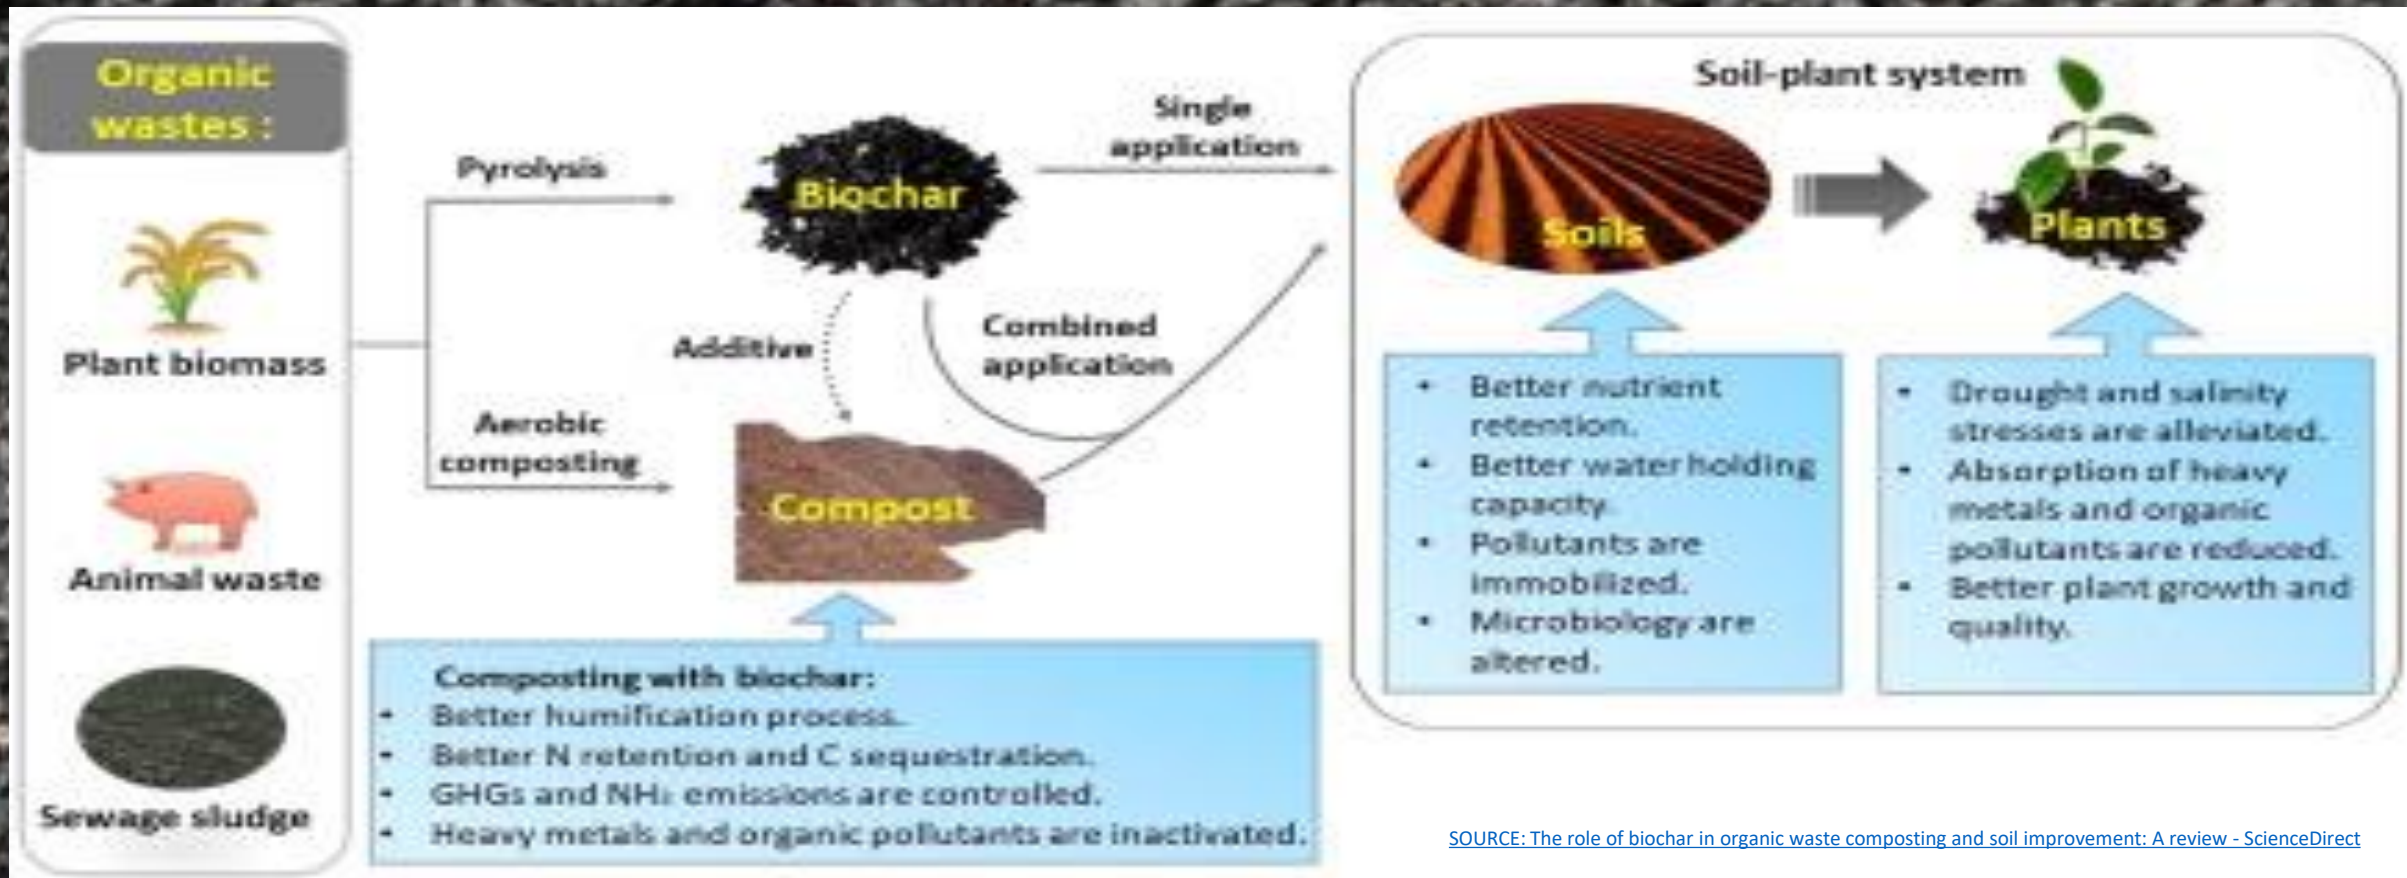 Organic
wastes :
Plant biomass
Animal waste
Sewage sludge
Pyrolysis
Aerobic
composting
Biochar
Additive
Compost
Single
application
Combined
application
Composting with biochar:
• Better humification process.
• Better N retention and C sequestration.
• GHGs and NH₃ emissions are controlled.
• Heavy metals and organic pollutants are inactivated.
Soil-plant system
Soils
Plants
• Better nutrient
retention.
• Better water holding
capacity.
• Pollutants are
immobilized.
• Microbiology are
altered.
• Drought and salinity
stresses are alleviated.
• Absorption of heavy
metals and organic
pollutants are reduced.
• Better plant growth and
quality.
SOURCE: The role of biochar in organic waste composting and soil improvement: A review - ScienceDirect